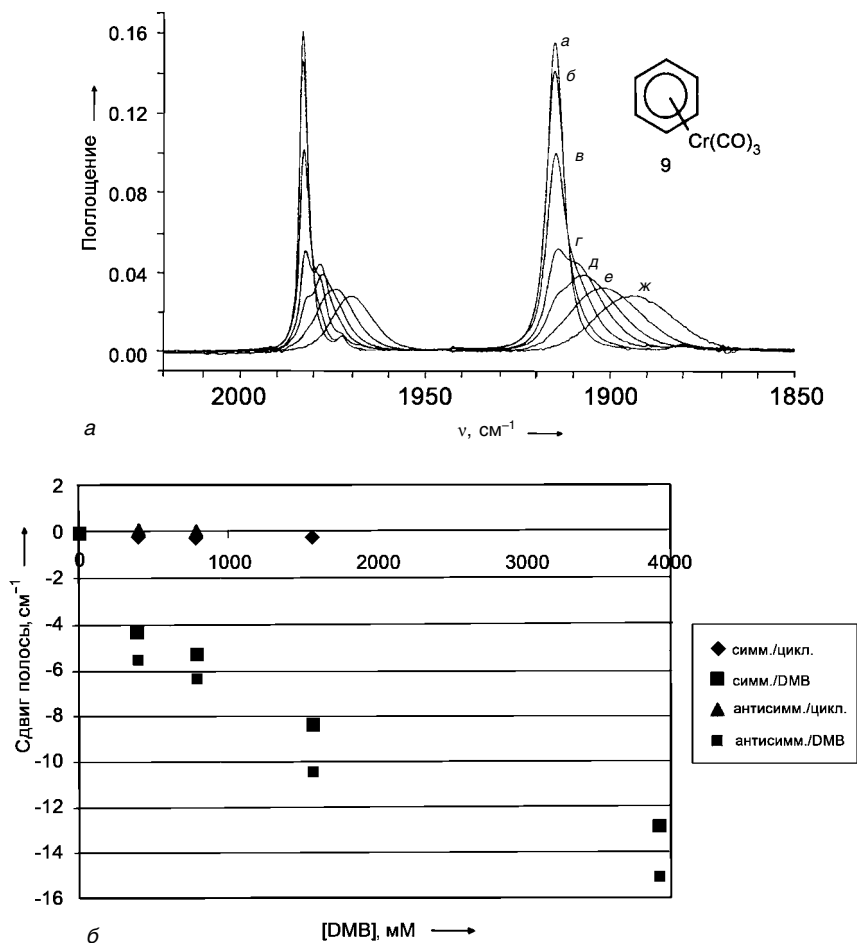 0.16
0.12
0.08
0.04
0.00
Поглощение
а
б
в
г
д
е
ж
Cr(CO)₃
9
2000
1950
1900
1850
ν, см⁻¹
а
2
0
-2
-4
-6
-8
-10
-12
-14
-16
Сдвиг полосы, см⁻¹
0
1000
2000
3000
4000
симм./цикл.
симм./DMB
антисимм./цикл.
антисимм./DMB
[DMB], мМ
б